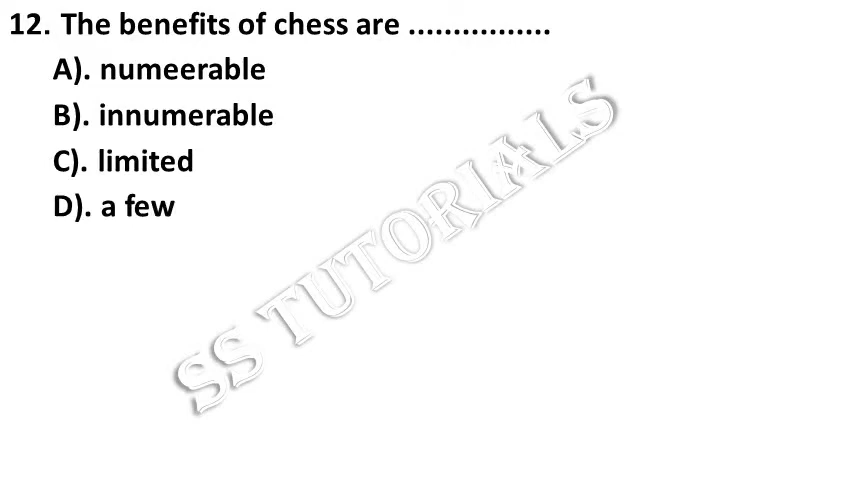 12. The benefits of chess are ................
A). numeerable
B). innumerable
C). limited
D). a few
SS TUTORIALS